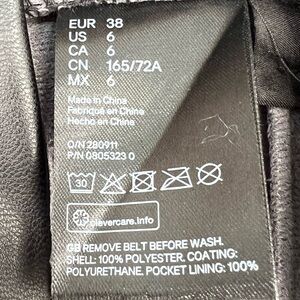 EUR 38
US 6
CA 6
CN 165/72A
MX 6
Made in China
Fabriqué en Chine
Hecho en China
O/N 280911
P/N 0805323 0
30
clevercare.info
GB REMOVE BELT BEFORE WASH.
SHELL: 100% POLYESTER. COATING:
POLYURETHANE. POCKET LINING: 100%